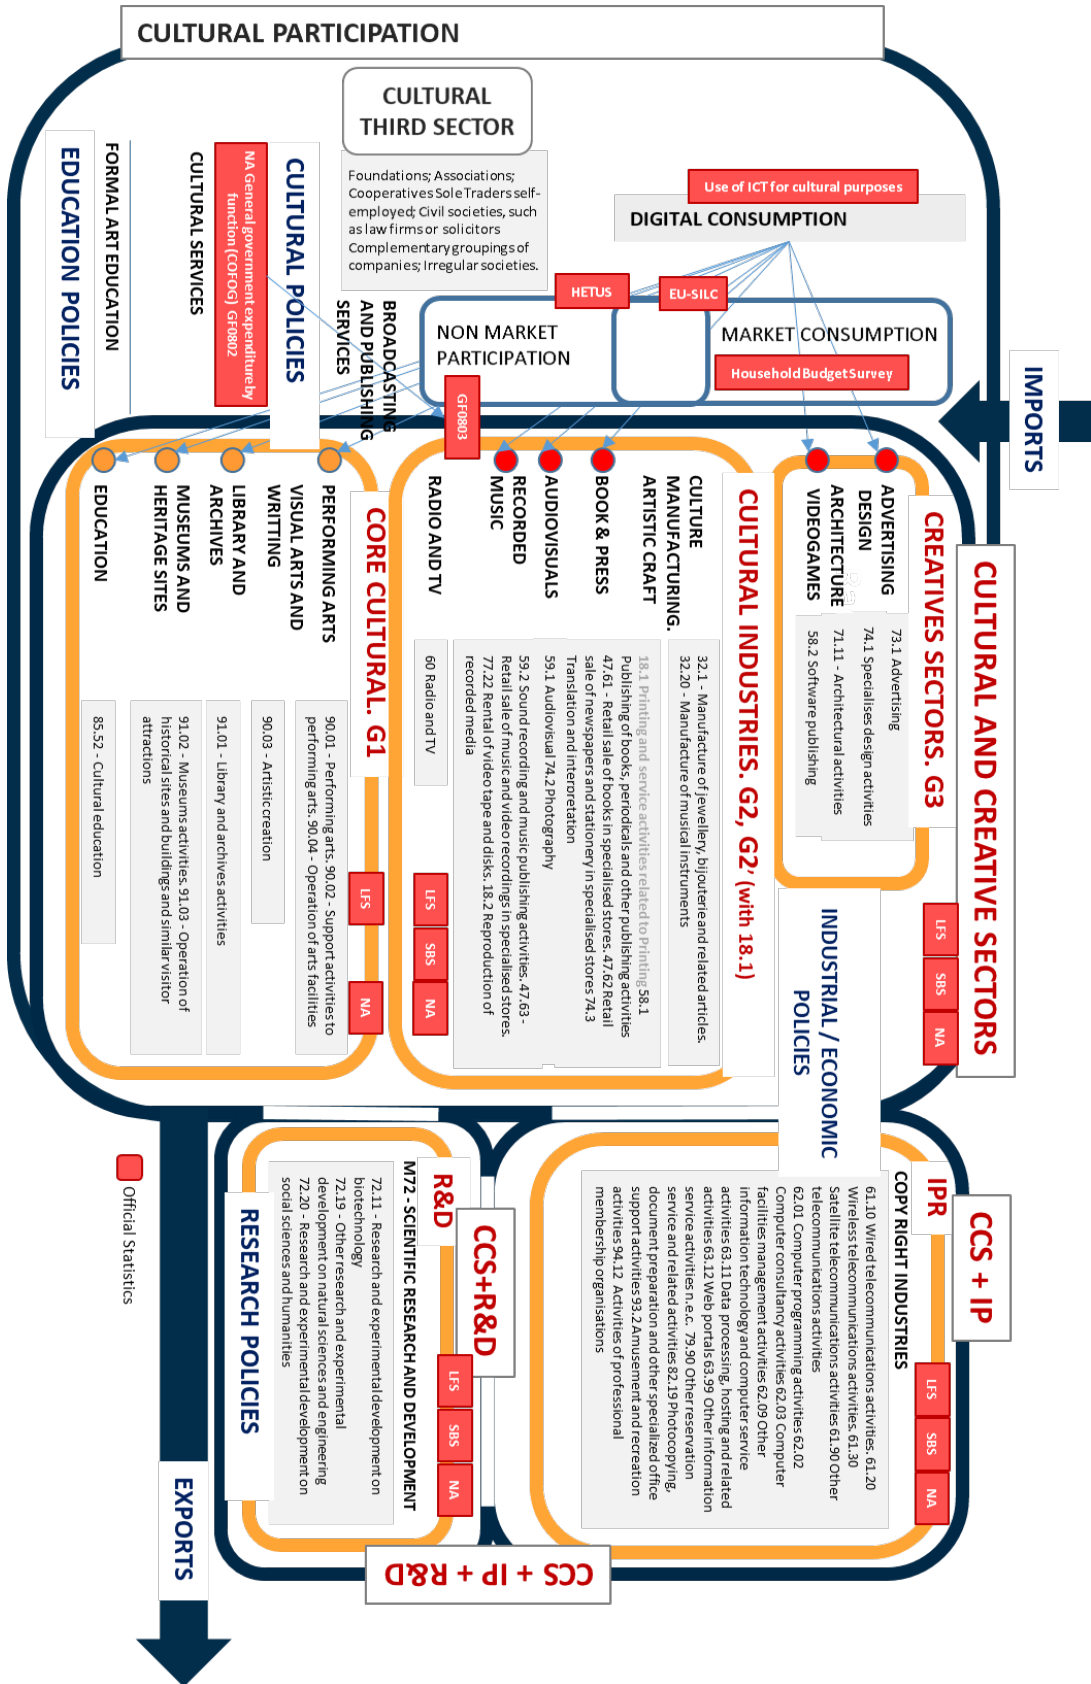 CULTURAL PARTICIPATION
CULTURAL
THIRD SECTOR
Foundations; Associations;
Cooperatives Sole Traders self-
employed; Civil societies, such
as law firms or solicitors
Complementary groupings of
companies; Irregular societies.
Use of ICT for cultural purposes
DIGITAL CONSUMPTION
HETUS
EU-SILC
NON MARKET
PARTICIPATION
MARKET CONSUMPTION
Household Budget Survey
IMPORTS
EDUCATION POLICIES
FORMAL ART EDUCATION
CULTURAL SERVICES
NA General government expenditure by
function (COFOG) GF0802
CULTURAL POLICIES
BROADCASTING
AND PUBLISHING
SERVICES
GF0803
CULTURAL AND CREATIVE SECTORS
LFS
SBS
NA
CREATIVES SECTORS. G3
ADVERTISING
DESIGN
ARCHITECTURE
VIDEOGAMES
73.1 Advertising
74.1 Specialises design activities
71.11 - Architectural activities
58.2 Software publishing
INDUSTRIAL / ECONOMIC
POLICIES
CULTURAL INDUSTRIES. G2, G2' (with 18.1)
CULTURE
MANUFACTURING.
ARTISTIC CRAFT
BOOK & PRESS
AUDIOVISUALS
RECORDED
MUSIC
RADIO AND TV
32.1 - Manufacture of jewellery, bijouterie and related articles.
32.20 - Manufacture of musical instruments
18.1 Printing and service activities related to Printing 58.1
Publishing of books, periodicals and other publishing activities
47.61 - Retail sale of books in specialised stores. 47.62 Retail
sale of newspapers and stationery in specialised stores 74.3
Translation and interpretation
59.1 Audiovisual 74.2 Photography
59.2 Sound recording and music publishing activities. 47.63 -
Retail sale of music and video recordings in specialised stores.
77.22 Rental of video tape and disks. 18.2 Reproduction of
recorded media
60 Radio and TV
LFS
SBS
NA
CORE CULTURAL. G1
PERFORMING ARTS
VISUAL ARTS AND
WRITTING
LIBRARY AND
ARCHIVES
MUSEUMS AND
HERITAGE SITES
EDUCATION
90.01 - Performing arts. 90.02 - Support activities to
performing arts. 90.04 - Operation of arts facilities
90.03 - Artistic creation
91.01 - Library and archives activities
91.02 - Museums activities. 91.03 - Operation of
historical sites and buildings and similar visitor
attractions
85.52 - Cultural education
LFS
NA
CCS + IP
IPR
COPY RIGHT INDUSTRIES
61.10 Wired telecommunications activities. 61.20
Wireless telecommunications activities. 61.30
Satellite telecommunications activities 61.90 Other
telecommunications activities
62.01 Computer programming activities 62.02
Computer consultancy activities 62.03 Computer
facilities management activities 62.09 Other
information technology and computer service
activities 63.11 Data processing, hosting and related
activities 63.12 Web portals 63.99 Other information
service activities n.e.c. 79.90 Other reservation
service and related activities 82.19 Photocopying,
document preparation and other specialized office
support activities 93.2 Amusement and recreation
activities 94.12 Activities of professional
membership organisations
LFS
SBS
NA
CCS+R&D
R&D
M72 - SCIENTIFIC RESEARCH AND DEVELOPMENT
72.11 - Research and experimental development on
biotechnology
72.19 - Other research and experimental
development on natural sciences and engineering
72.20 - Research and experimental development on
social sciences and humanities
LFS
SBS
NA
RESEARCH POLICIES
CCS + IP + R&D
Official Statistics
EXPORTS